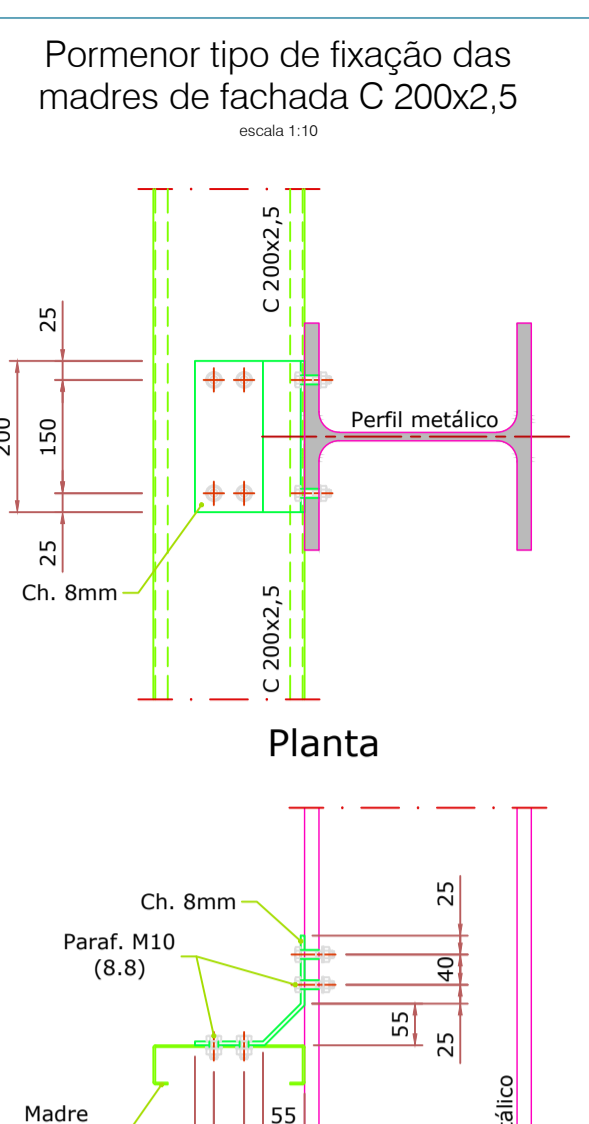 Pormenor tipo de fixação das
madres de fachada C 200x2,5
escala 1:10
C 200x2,5
25
200
150
25
Perfil metálico
Ch. 8mm
C 200x2,5
Planta
Ch. 8mm
Paraf. M10
(8.8)
25
40
55
25
Madre
55